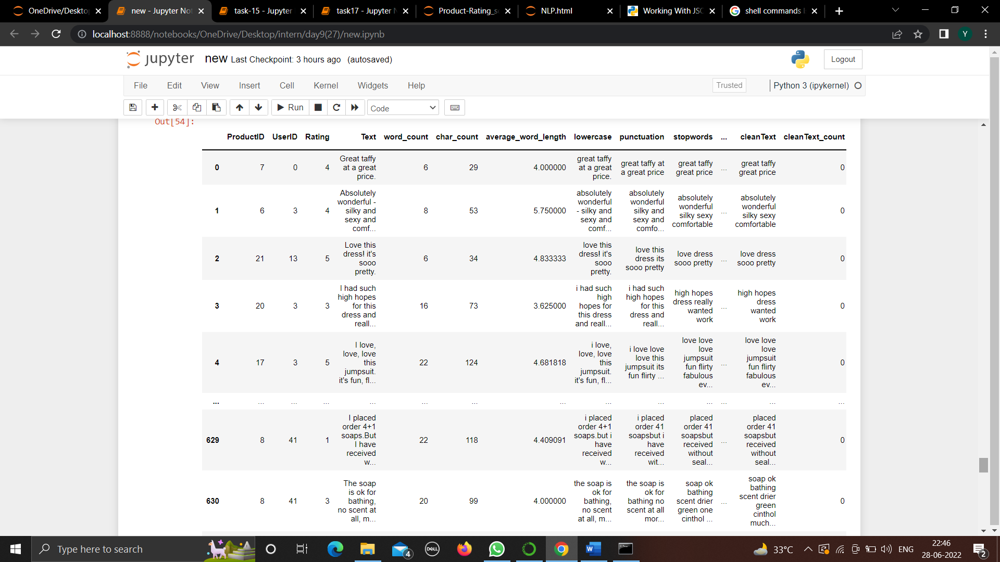 OneDrive/Deskto
new - Jupyter Not
task-15 - Jupyter
task17 - Jupyter N
Product-Rating_s
NLP.html
Working With JSO
shell commands
localhost:8888/notebooks/OneDrive/Desktop/intern/day9(27)/new.ipynb
Y
jupyter new Last Checkpoint: 3 hours ago (autosaved)
Logout
File Edit View Insert Cell Kernel Widgets Help
Trusted Python 3 (ipykernel)
Run Code
Out[54]:
ProductID UserID Rating Text word_count char_count average_word_length lowercase punctuation stopwords ... cleanText cleanText_count
0 7 0 4 Great taffy at a great price. 6 29 4.000000 great taffy at a great price. great taffy at a great price great taffy great price ... great taffy great price 0
1 6 3 4 Absolutely wonderful - silky and sexy and comf... 8 53 5.750000 absolutely wonderful - silky and sexy and comf... absolutely wonderful silky and sexy and comfo... absolutely wonderful silky sexy comfortable ... absolutely wonderful silky sexy comfortable 0
2 21 13 5 Love this dress! it's sooo pretty. 6 34 4.833333 love this dress! it's sooo pretty. love this dress its sooo pretty love dress sooo pretty ... love dress sooo pretty 0
3 20 3 3 I had such high hopes for this dress and reall... 16 73 3.625000 i had such high hopes for this dress and reall... i had such high hopes for this dress and reall... high hopes dress really wanted work ... high hopes dress wanted work 0
4 17 3 5 I love, love, love this jumpsuit. it's fun, fl... 22 124 4.681818 i love, love, love this jumpsuit. it's fun, fl... i love love love this jumpsuit its fun flirty ... love love love jumpsuit fun flirty fabulous ev... ... love love love jumpsuit fun flirty fabulous ev... 0
... ... ... ... ... ... ... ... ... ... ... ... ... ...
629 8 41 1 I placed order 4+1 soaps.But I have received w... 22 118 4.409091 i placed order 4+1 soaps.but i have received w... i placed order 41 soapsbut i have received wit... placed order 41 soapsbut received without seal... ... placed order 41 soapsbut received without seal... 0
630 8 41 3 The soap is ok for bathing, no scent at all, m... 20 99 4.000000 the soap is ok for bathing, no scent at all, m... the soap is ok for bathing no scent at all mor... soap ok bathing scent drier green one cinthol ... ... soap ok bathing scent drier green cinthol much... 0
Type here to search
4
DELL
W
33°C
ENG
22:46
28-06-2022
2